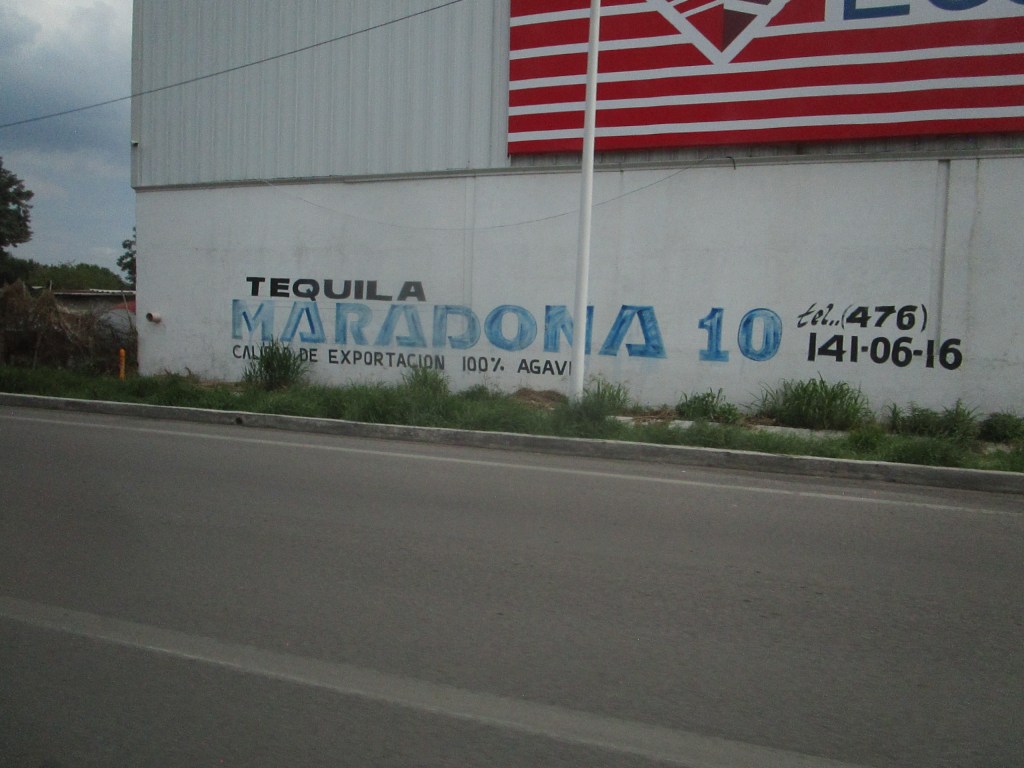 TEQUILA
MARADONA 10
CALIDAD DE EXPORTACION 100% AGAVE
tel..(476)
141-06-16